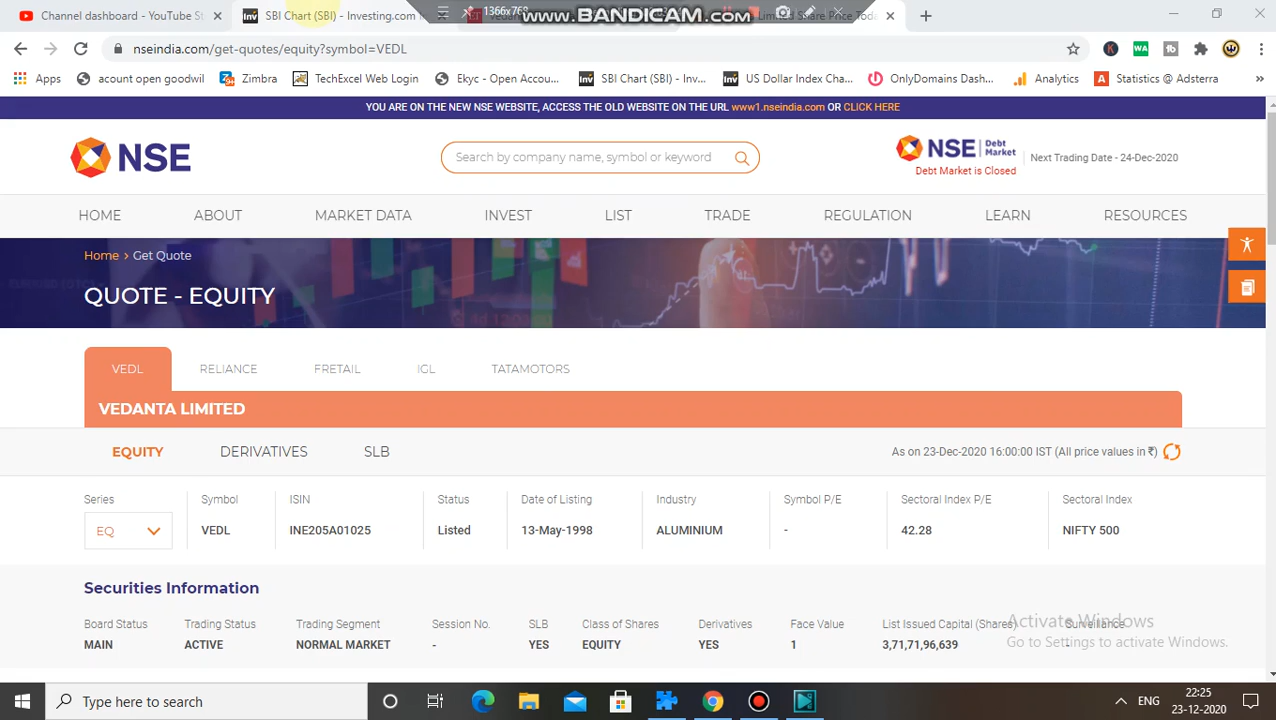 Channel dashboard - YouTube St
SBI Chart (SBI) - Investing.com
1366x768
www.BANDICAM.com
Limited Share Price Toda
nseindia.com/get-quotes/equity?symbol=VEDL
Apps
acount open goodwil
Zimbra
TechExcel Web Login
Ekyc - Open Accou...
SBI Chart (SBI) - Inv...
US Dollar Index Cha...
OnlyDomains Dash...
Analytics
Statistics @ Adsterra
YOU ARE ON THE NEW NSE WEBSITE, ACCESS THE OLD WEBSITE ON THE URL www1.nseindia.com OR CLICK HERE
NSE
Search by company name, symbol or keyword
NSE Debt Market
Debt Market is Closed
Next Trading Date - 24-Dec-2020
HOME ABOUT MARKET DATA INVEST LIST TRADE REGULATION LEARN RESOURCES
Home > Get Quote
QUOTE - EQUITY
VEDL RELIANCE FRETAIL IGL TATAMOTORS
VEDANTA LIMITED
EQUITY DERIVATIVES SLB
As on 23-Dec-2020 16:00:00 IST (All price values in ₹)
Series Symbol ISIN Status Date of Listing Industry Symbol P/E Sectoral Index P/E Sectoral Index
EQ VEDL INE205A01025 Listed 13-May-1998 ALUMINIUM - 42.28 NIFTY 500
Securities Information
Board Status Trading Status Trading Segment Session No. SLB Class of Shares Derivatives Face Value List Issued Capital (Shares) Surveillance
MAIN ACTIVE NORMAL MARKET - YES EQUITY YES 1 3,71,71,96,639 -
Activate Windows
Go to Settings to activate Windows.
Type here to search
ENG
22:25
23-12-2020